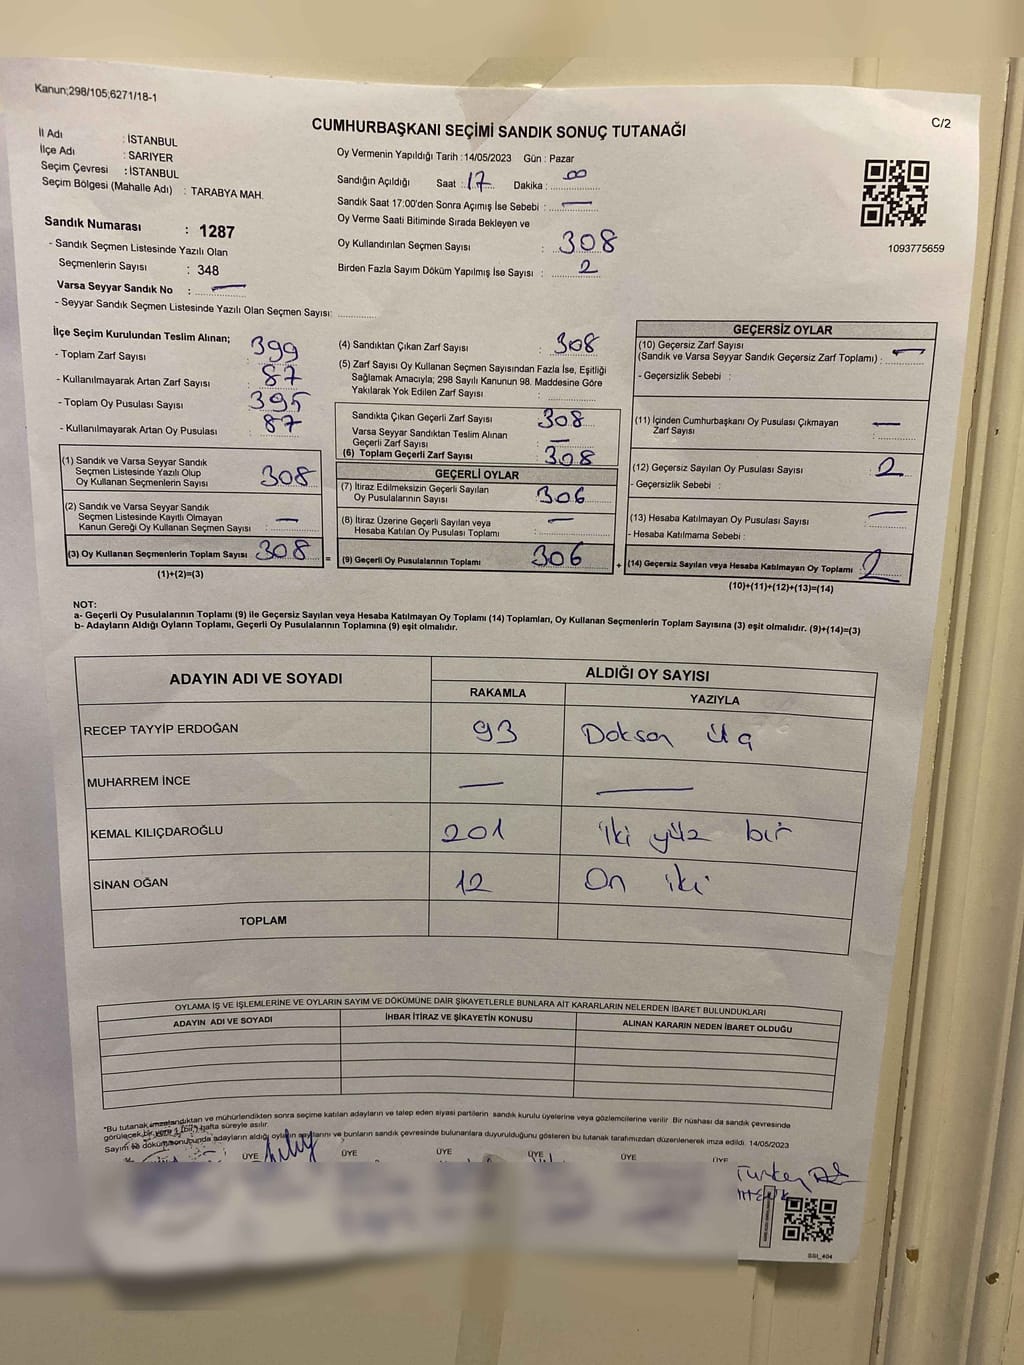 Kanun;298/105;6271/18-1
C/2
CUMHURBAŞKANI SEÇİMİ SANDIK SONUÇ TUTANAĞI
İl Adı : İSTANBUL
İlçe Adı : SARIYER
Seçim Çevresi : İSTANBUL
Seçim Bölgesi (Mahalle Adı) : TARABYA MAH.
Sandık Numarası : 1287
- Sandık Seçmen Listesinde Yazılı Olan
Seçmenlerin Sayısı : 348
Varsa Seyyar Sandık No : —
- Seyyar Sandık Seçmen Listesinde Yazılı Olan Seçmen Sayısı:
Oy Vermenin Yapıldığı Tarih :14/05/2023 Gün : Pazar
Sandığın Açıldığı Saat : 17 Dakika : 00
Sandık Saat 17:00'den Sonra Açımış İse Sebebi : —
Oy Verme Saati Bitiminde Sırada Bekleyen ve
Oy Kullandırılan Seçmen Sayısı : 308
Birden Fazla Sayım Döküm Yapılmış İse Sayısı : 2
1093775659
İlçe Seçim Kurulundan Teslim Alınan;
- Toplam Zarf Sayısı : 399
- Kullanılmayarak Artan Zarf Sayısı : 87
- Toplam Oy Pusulası Sayısı : 395
- Kullanılmayarak Artan Oy Pusulası : 87
(1) Sandık ve Varsa Seyyar Sandık
Seçmen Listesinde Yazılı Olup
Oy Kullanan Seçmenlerin Sayısı : 308
(2) Sandık ve Varsa Seyyar Sandık
Seçmen Listesinde Kayıtlı Olmayan
Kanun Gereği Oy Kullanan Seçmen Sayısı : —
(3) Oy Kullanan Seçmenlerin Toplam Sayısı : 308
(1)+(2)=(3)
(4) Sandıktan Çıkan Zarf Sayısı : 308
(5) Zarf Sayısı Oy Kullanan Seçmen Sayısından Fazla İse, Eşitliği
Sağlamak Amacıyla; 298 Sayılı Kanunun 98. Maddesine Göre
Yakılarak Yok Edilen Zarf Sayısı :
Sandıkta Çıkan Geçerli Zarf Sayısı 308
Varsa Seyyar Sandıktan Teslim Alınan
Geçerli Zarf Sayısı —
(6) Toplam Geçerli Zarf Sayısı 308
GEÇERLİ OYLAR
(7) İtiraz Edilmeksizin Geçerli Sayılan
Oy Pusulalarının Sayısı : 306
(8) İtiraz Üzerine Geçerli Sayılan veya
Hesaba Katılan Oy Pusulası Toplamı : —
= (9) Geçerli Oy Pusulalarının Toplamı 306
GEÇERSİZ OYLAR
(10) Geçersiz Zarf Sayısı
(Sandık ve Varsa Seyyar Sandık Geçersiz Zarf Toplamı) : —
- Geçersizlik Sebebi :
(11) İçinden Cumhurbaşkanı Oy Pusulası Çıkmayan
Zarf Sayısı : —
(12) Geçersiz Sayılan Oy Pusulası Sayısı : 2
- Geçersizlik Sebebi :
(13) Hesaba Katılmayan Oy Pusulası Sayısı : —
- Hesaba Katılmama Sebebi :
+ (14) Geçersiz Sayılan veya Hesaba Katılmayan Oy Toplamı : 2
(10)+(11)+(12)+(13)=(14)
NOT:
a- Geçerli Oy Pusulalarının Toplamı (9) ile Geçersiz Sayılan veya Hesaba Katılmayan Oy Toplamı (14) Toplamları, Oy Kullanan Seçmenlerin Toplam Sayısına (3) eşit olmalıdır. (9)+(14)=(3)
b- Adayların Aldığı Oyların Toplamı, Geçerli Oy Pusulalarının Toplamına (9) eşit olmalıdır.
ADAYIN ADI VE SOYADI ALDIĞI OY SAYISI
RAKAMLA YAZIYLA
RECEP TAYYİP ERDOĞAN 93 Doksan üç
MUHARREM İNCE — —
KEMAL KILIÇDAROĞLU 201 iki yüz bir
SİNAN OĞAN 12 On iki
TOPLAM
OYLAMA İŞ VE İŞLEMLERİNE VE OYLARIN SAYIM VE DÖKÜMÜNE DAİR ŞİKAYETLERLE BUNLARA AİT KARARLARIN NELERDEN İBARET BULUNDUKLARI
ADAYIN ADI VE SOYADI İHBAR İTİRAZ VE ŞİKAYETİN KONUSU ALINAN KARARIN NEDEN İBARET OLDUĞU
*Bu tutanak imzalandıktan ve mühürlendikten sonra seçime katılan adayların ve talep eden siyasi partilerin sandık kurulu üyelerine veya gözlemcilerine verilir Bir nüshası da sandık çevresinde
görülecek bir yere 1 (bir) hafta süreyle asılır.
Sayım ve döküm sonunda adayların aldığı oyların sayılarını ve bunların sandık çevresinde bulunanlara duyurulduğunu gösteren bu tutanak tarafımızdan düzenlenerek imza edildi. 14/05/2023
ÜYE ÜYE ÜYE ÜYE ÜYE ÜYE
SSI_404